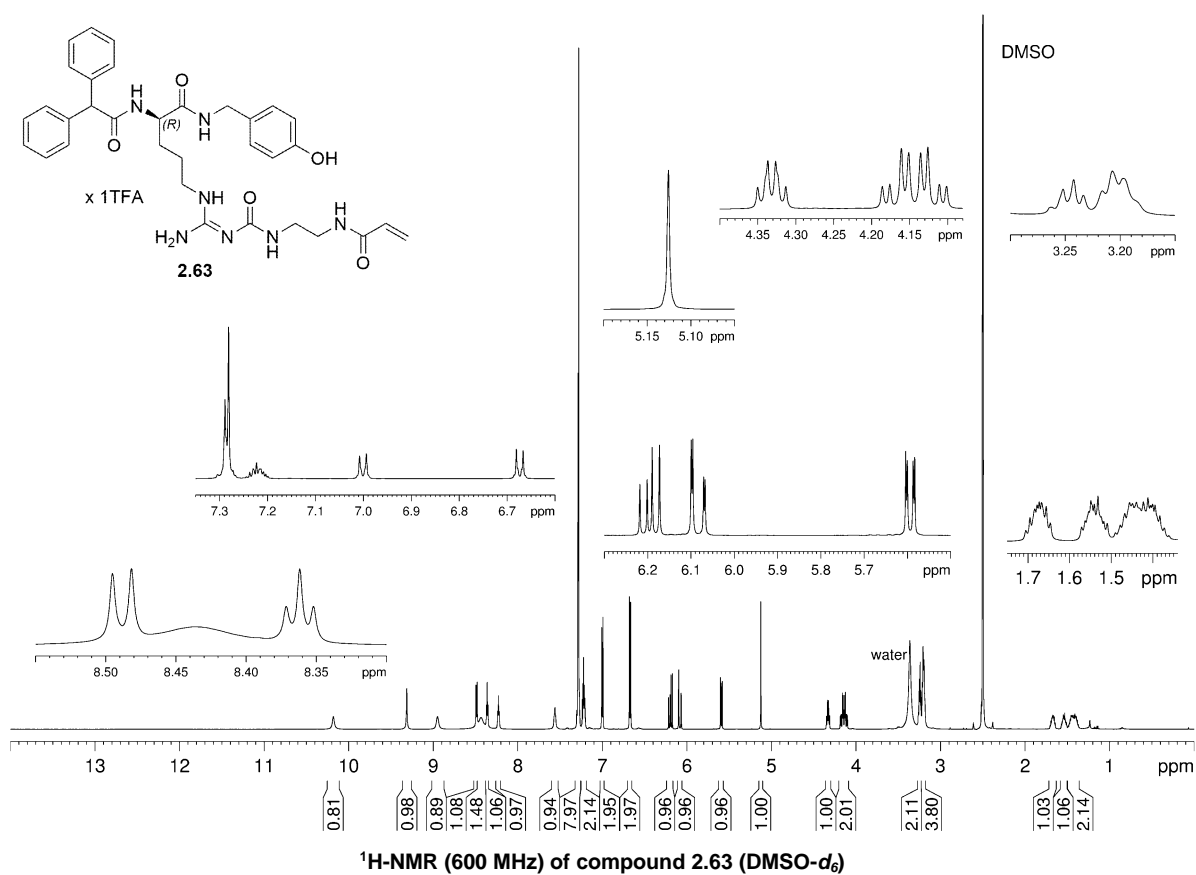 DMSO
H
N
O
(R)
N
H
O
OH
x 1TFA
NH
H₂N
N
O
N
H
H
N
O
2.63
4.35 4.30 4.25 4.20 4.15 ppm
3.25 3.20 ppm
5.15 5.10 ppm
7.3 7.2 7.1 7.0 6.9 6.8 6.7 ppm
6.2 6.1 6.0 5.9 5.8 5.7 ppm
1.7 1.6 1.5 ppm
8.50 8.45 8.40 8.35 ppm
water
13 12 11 10 9 8 7 6 5 4 3 2 1 ppm
0.81 0.98 0.89 1.08 1.48 1.06 0.97 0.94 7.97 2.14 1.95 1.97 0.96 0.96 0.96 1.00 1.00 2.01 2.11 3.80 1.03 1.06 2.14
¹H-NMR (600 MHz) of compound 2.63 (DMSO-d₆)